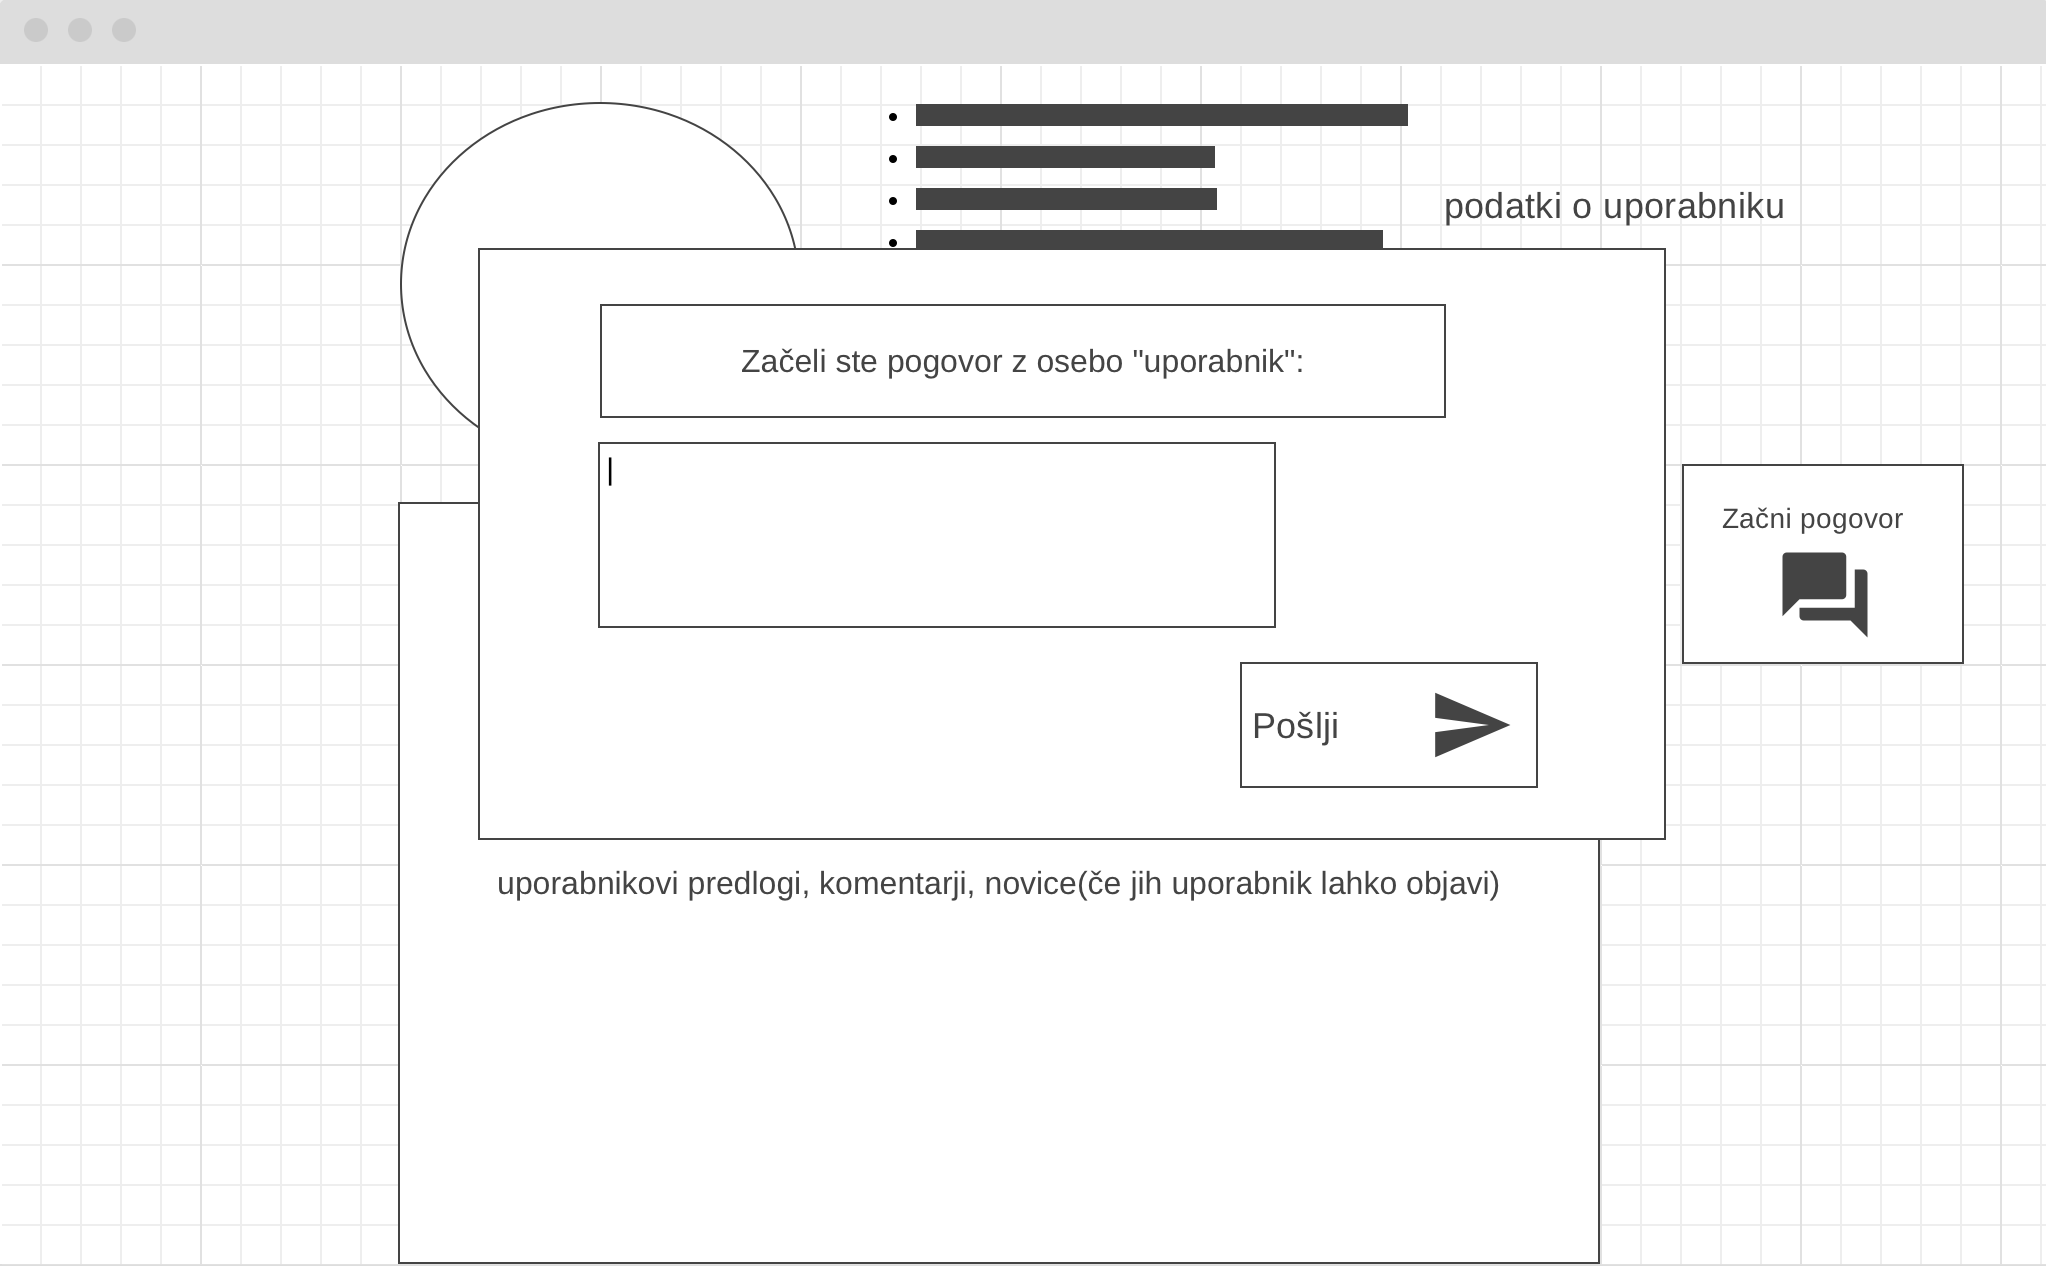 podatki o uporabniku
Začeli ste pogovor z osebo "uporabnik":
Začni pogovor
Pošlji
uporabnikovi predlogi, komentarji, novice(če jih uporabnik lahko objavi)